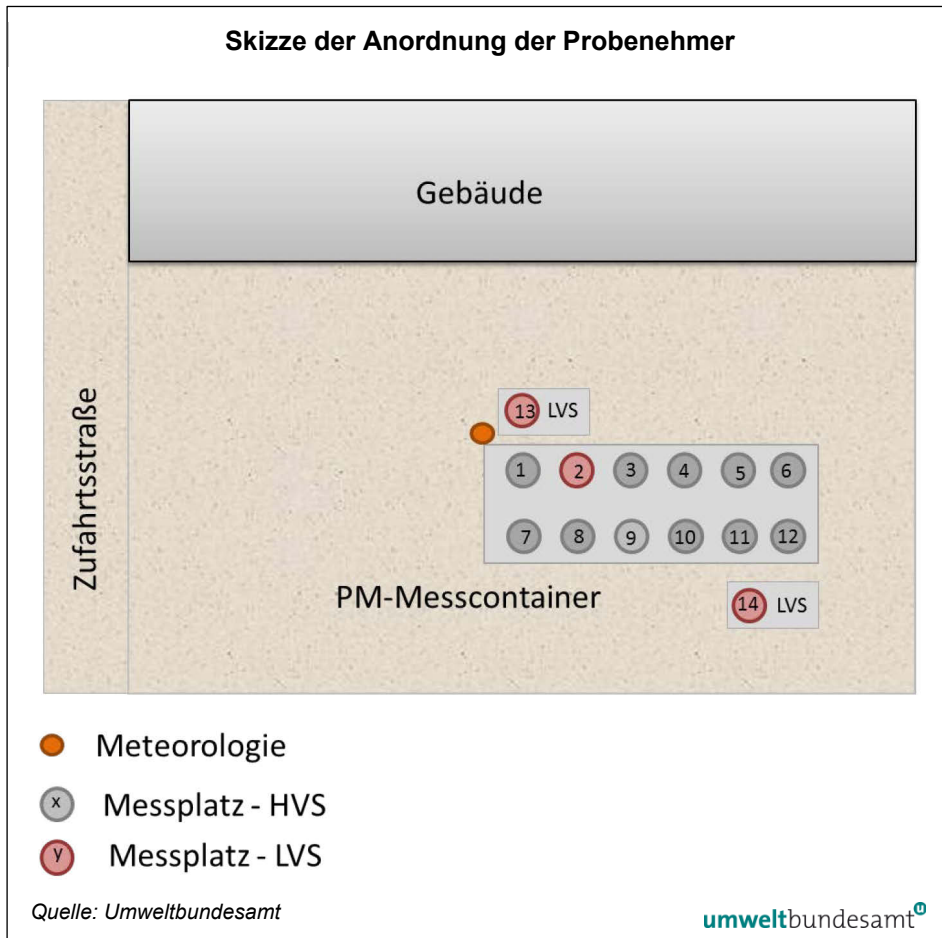 Skizze der Anordnung der Probenehmer
Gebäude
Zufahrtsstraße
13 LVS
1 2 3 4 5 6
7 8 9 10 11 12
PM-Messcontainer
14 LVS
Meteorologie
x Messplatz - HVS
y Messplatz - LVS
Quelle: Umweltbundesamt
umweltbundesamt u